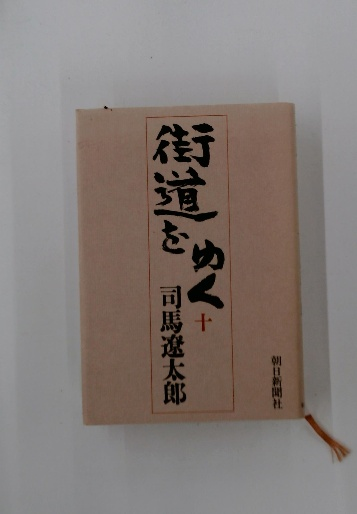 街道をゆく
十
司馬遼太郎
朝日新聞社